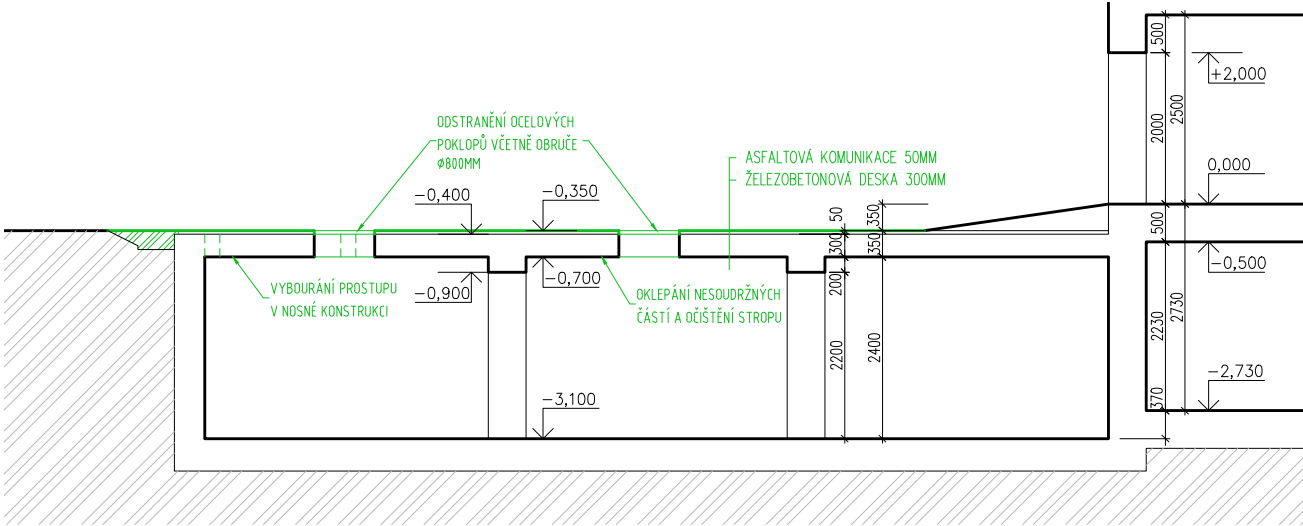 500
+2,000
2000
2500
ODSTRANĚNÍ OCELOVÝCH
POKLOPŮ VČETNĚ OBRUČE
Ø800MM
ASFALTOVÁ KOMUNIKACE 50MM
ŽELEZOBETONOVÁ DESKA 300MM
0,000
-0,400
-0,350
50
350
500
300
350
-0,500
VYBOURÁNÍ PROSTUPU
V NOSNÉ KONSTRUKCI
-0,900
-0,700
OKLEPÁNÍ NESOUDRŽNÝCH
ČÁSTÍ A OČIŠTĚNÍ STROPU
200
2200
2400
2230
2730
-2,730
370
-3,100